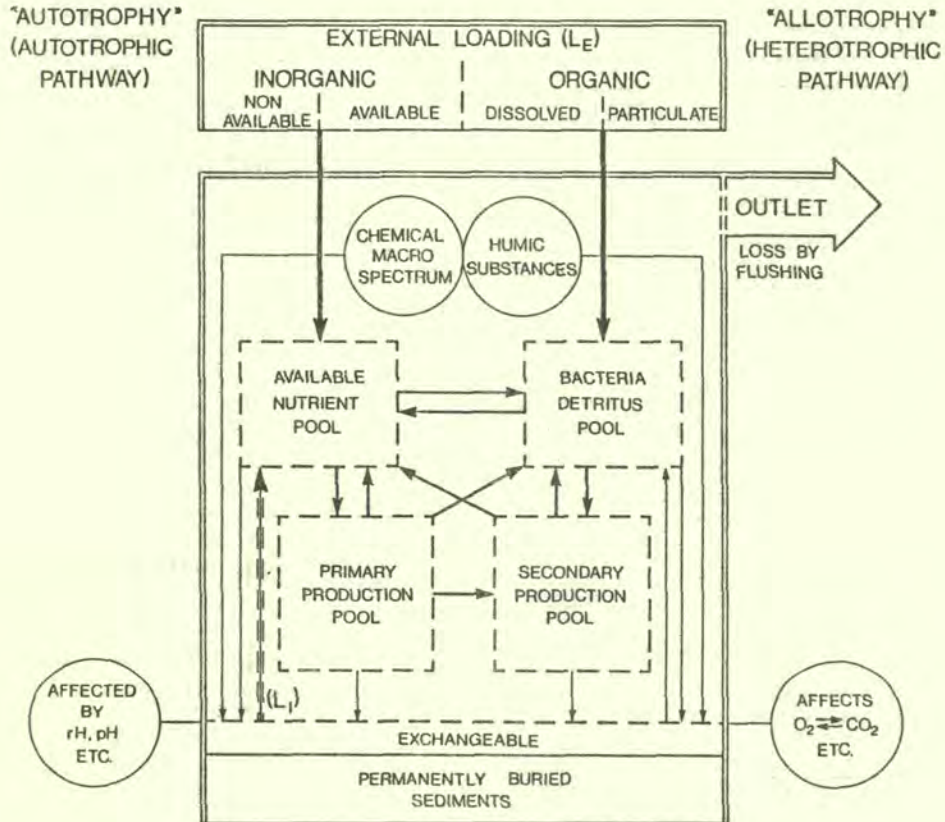 "AUTOTROPHY"
(AUTOTROPHIC
PATHWAY)
"ALLOTROPHY"
(HETEROTROPHIC
PATHWAY)
EXTERNAL LOADING (L_E)
INORGANIC
ORGANIC
NON
AVAILABLE
AVAILABLE
DISSOLVED
PARTICULATE
OUTLET
LOSS BY
FLUSHING
CHEMICAL
MACRO
SPECTRUM
HUMIC
SUBSTANCES
AVAILABLE
NUTRIENT
POOL
BACTERIA
DETRITUS
POOL
PRIMARY
PRODUCTION
POOL
SECONDARY
PRODUCTION
POOL
(L_I)
AFFECTED
BY
rH, pH
ETC.
AFFECTS
O₂ ⇌ CO₂
ETC.
EXCHANGEABLE
PERMANENTLY BURIED
SEDIMENTS